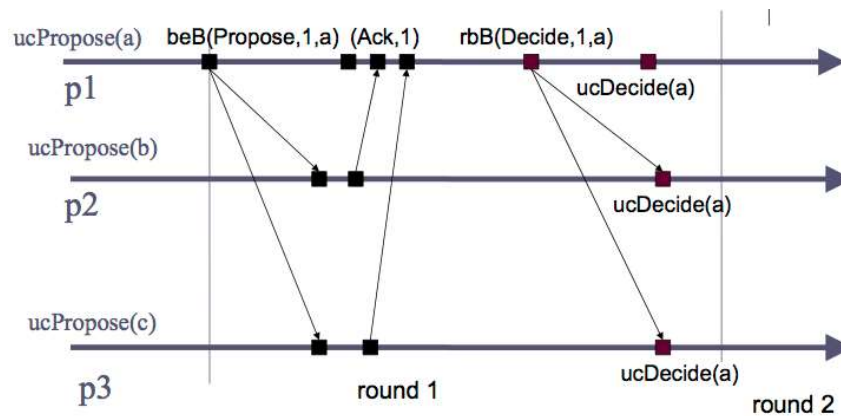 ucPropose(a) beB(Propose,1,a) (Ack,1) rbB(Decide,1,a)
p1 ucDecide(a)
ucPropose(b)
p2 ucDecide(a)
ucPropose(c)
p3 round 1 ucDecide(a) round 2